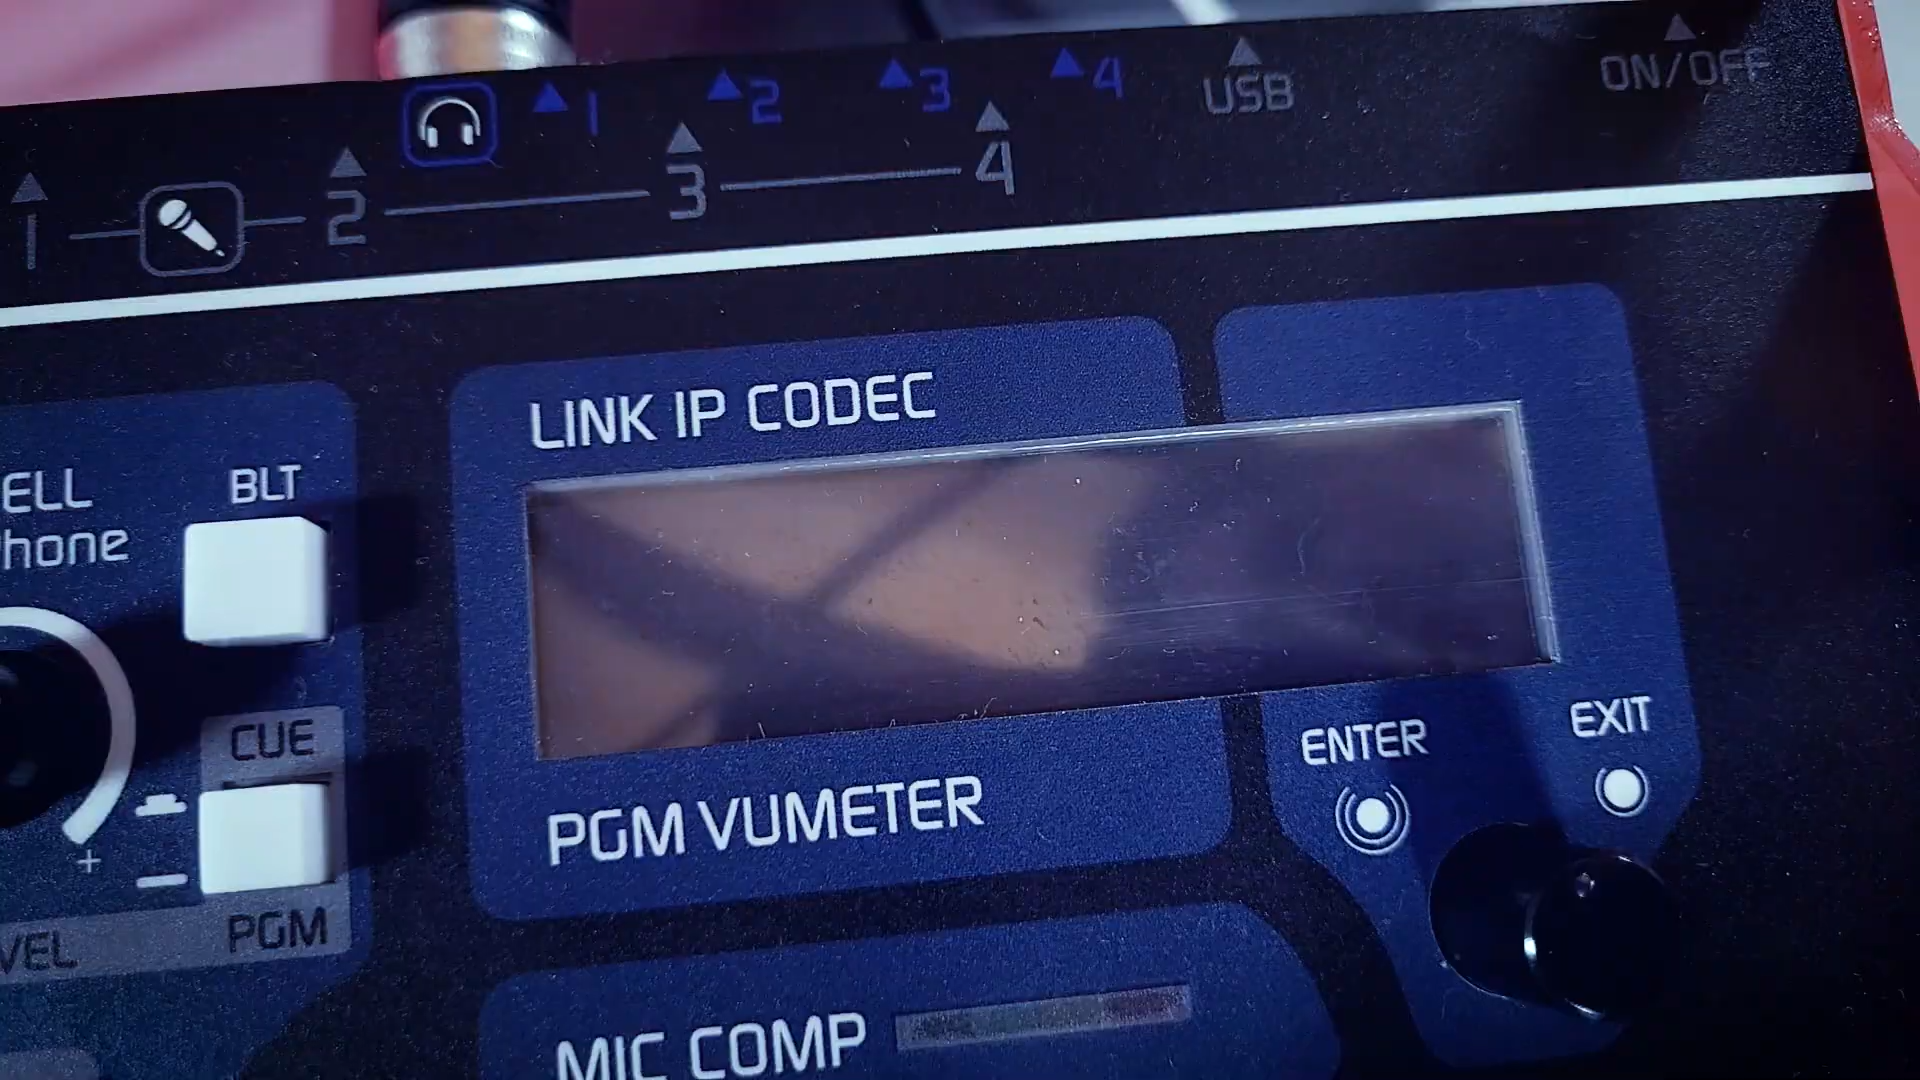 1 2 3 4 USB ON/OFF
1 2 3 4
LINK IP CODEC
ELL
hone
BLT
CUE
+
VEL
PGM
PGM VUMETER
ENTER
EXIT
MIC COMP